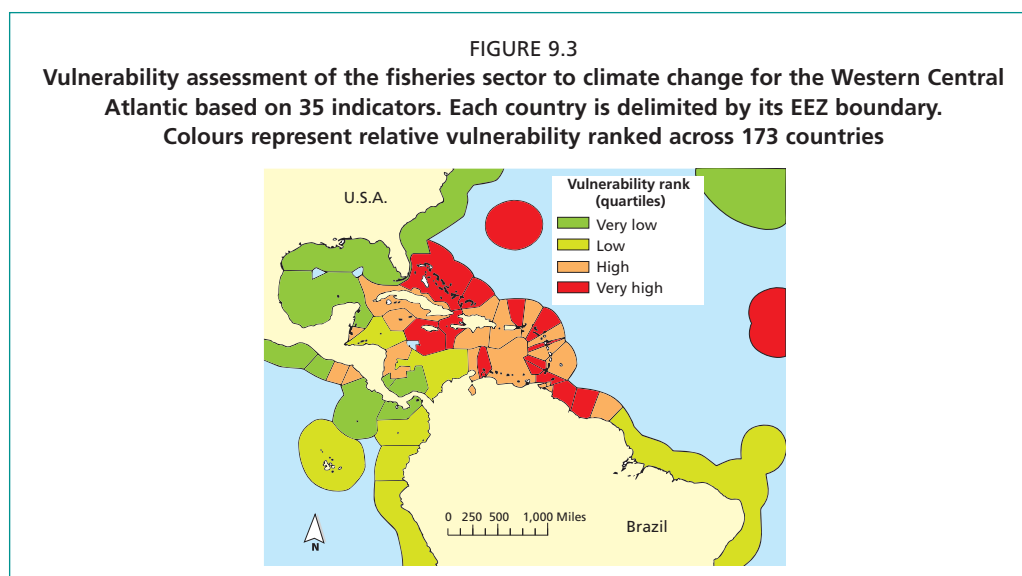 FIGURE 9.3
Vulnerability assessment of the fisheries sector to climate change for the Western Central
Atlantic based on 35 indicators. Each country is delimited by its EEZ boundary.
Colours represent relative vulnerability ranked across 173 countries
U.S.A.
Vulnerability rank
(quartiles)
Very low
Low
High
Very high
0 250 500 1,000 Miles
Brazil
N